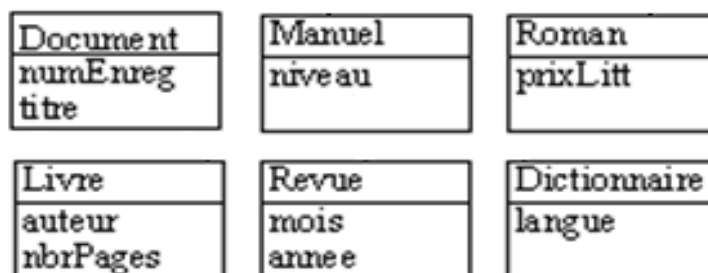 Document
numEnreg
titre
Manuel
niveau
Roman
prixLitt
Livre
auteur
nbrPages
Revue
mois
annee
Dictionnaire
langue